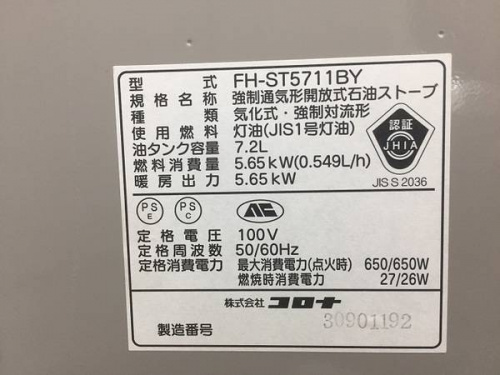 型 式 FH-ST5711BY
規格名称 強制通気形開放式石油ストーブ
種 類 気化式・強制対流形
使用燃料 灯油(JIS1号灯油)
油タンク容量 7.2L
燃料消費量 5.65kW(0.549L/h)
暖房出力 5.65kW
認証
JHIA
JIS S 2036
PS E
PS C
定格電圧 100V
定格周波数 50/60Hz
定格消費電力 最大消費電力(点火時) 650/650W
燃焼時消費電力 27/26W
株式会社 コロナ
製造番号 30901192